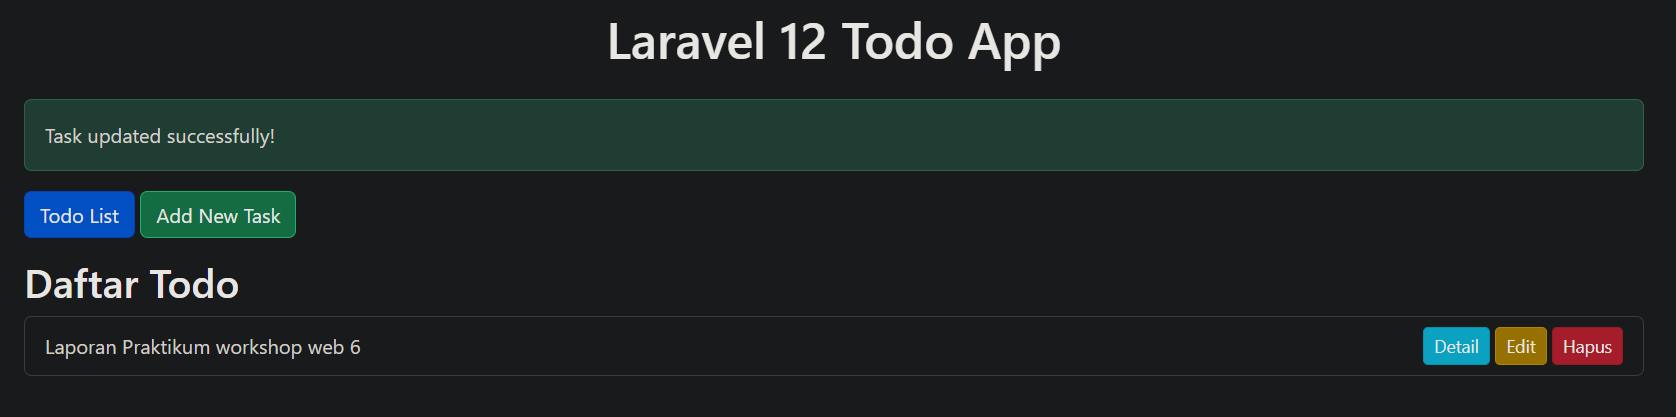 Laravel 12 Todo App
Task updated successfully!
Todo List Add New Task
Daftar Todo
Laporan Praktikum workshop web 6 Detail Edit Hapus